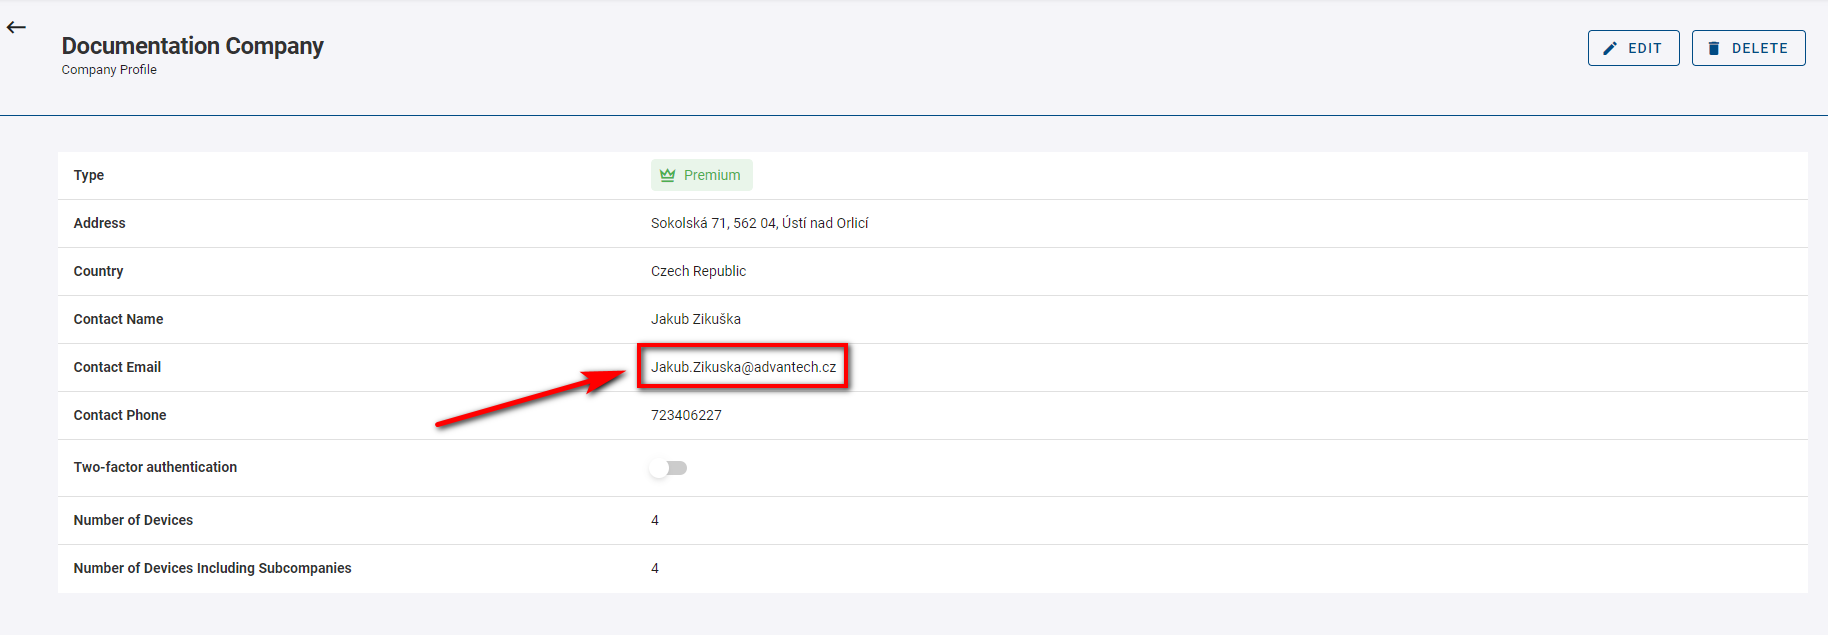 Documentation Company
Company Profile
EDIT
DELETE
Type Premium
Address Sokolská 71, 562 04, Ústí nad Orlicí
Country Czech Republic
Contact Name Jakub Zikuška
Contact Email Jakub.Zikuska@advantech.cz
Contact Phone 723406227
Two-factor authentication
Number of Devices 4
Number of Devices Including Subcompanies 4